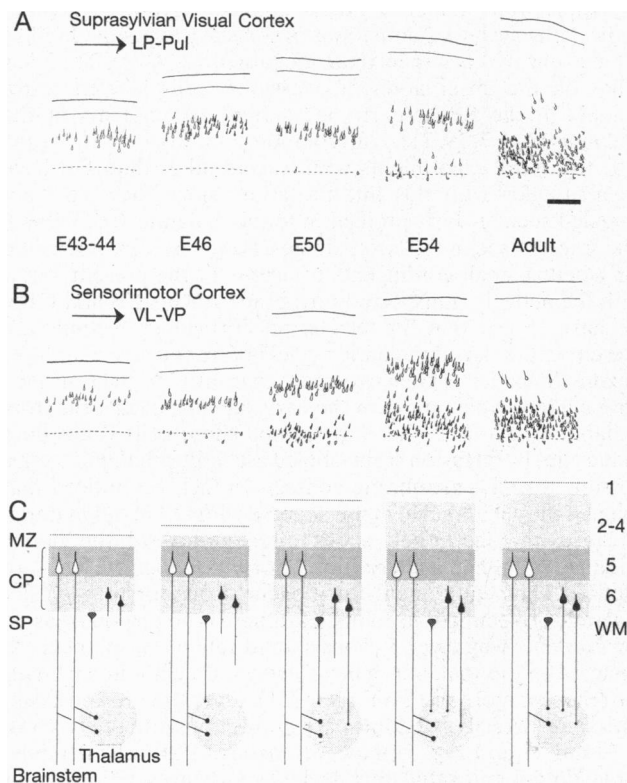 A Suprasylvian Visual Cortex
LP-Pul
E43-44 E46 E50 E54 Adult
B Sensorimotor Cortex
VL-VP
C
1
MZ 2-4
CP 5
6
SP WM
Thalamus
Brainstem